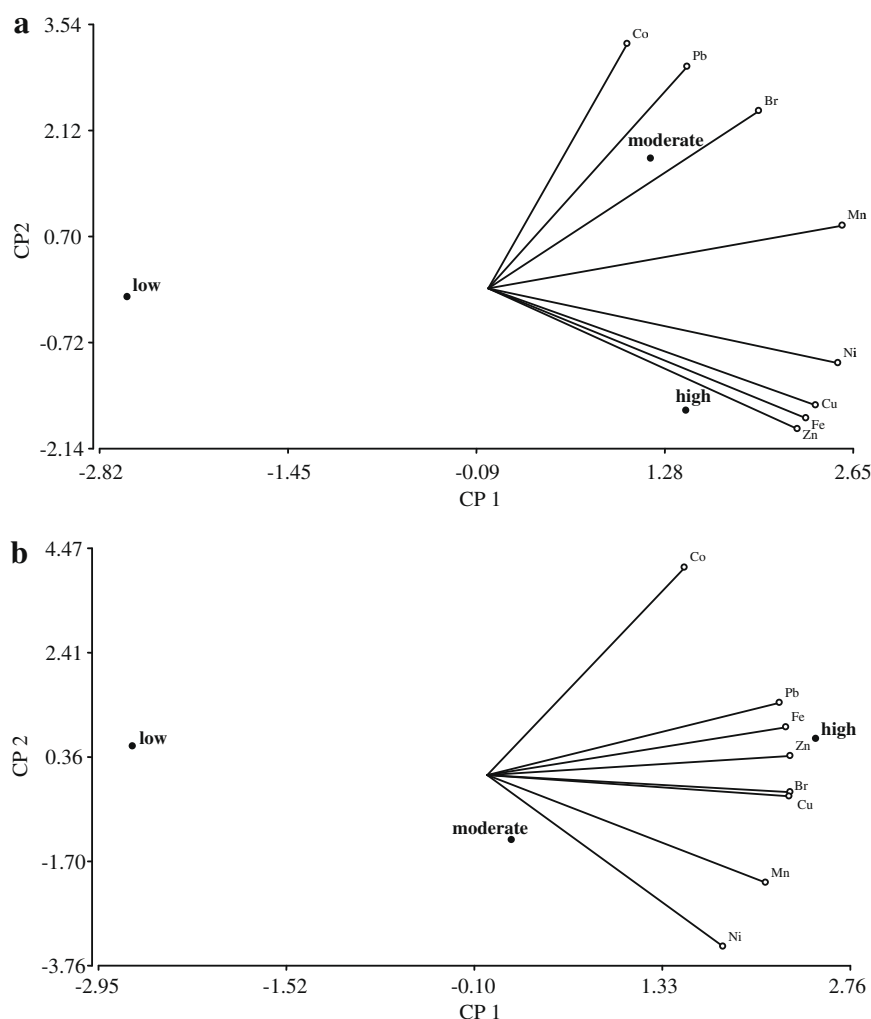 a
3.54
Co
Pb
Br
2.12
moderate
Mn
CP2
0.70
low
-0.72
Ni
high
Cu
Fe
Zn
-2.14
-2.82 -1.45 -0.09 1.28 2.65
CP 1
b
4.47
Co
2.41
Pb
Fe
high
low
Zn
CP 2
0.36
Br
Cu
moderate
-1.70
Mn
Ni
-3.76
-2.95 -1.52 -0.10 1.33 2.76
CP 1